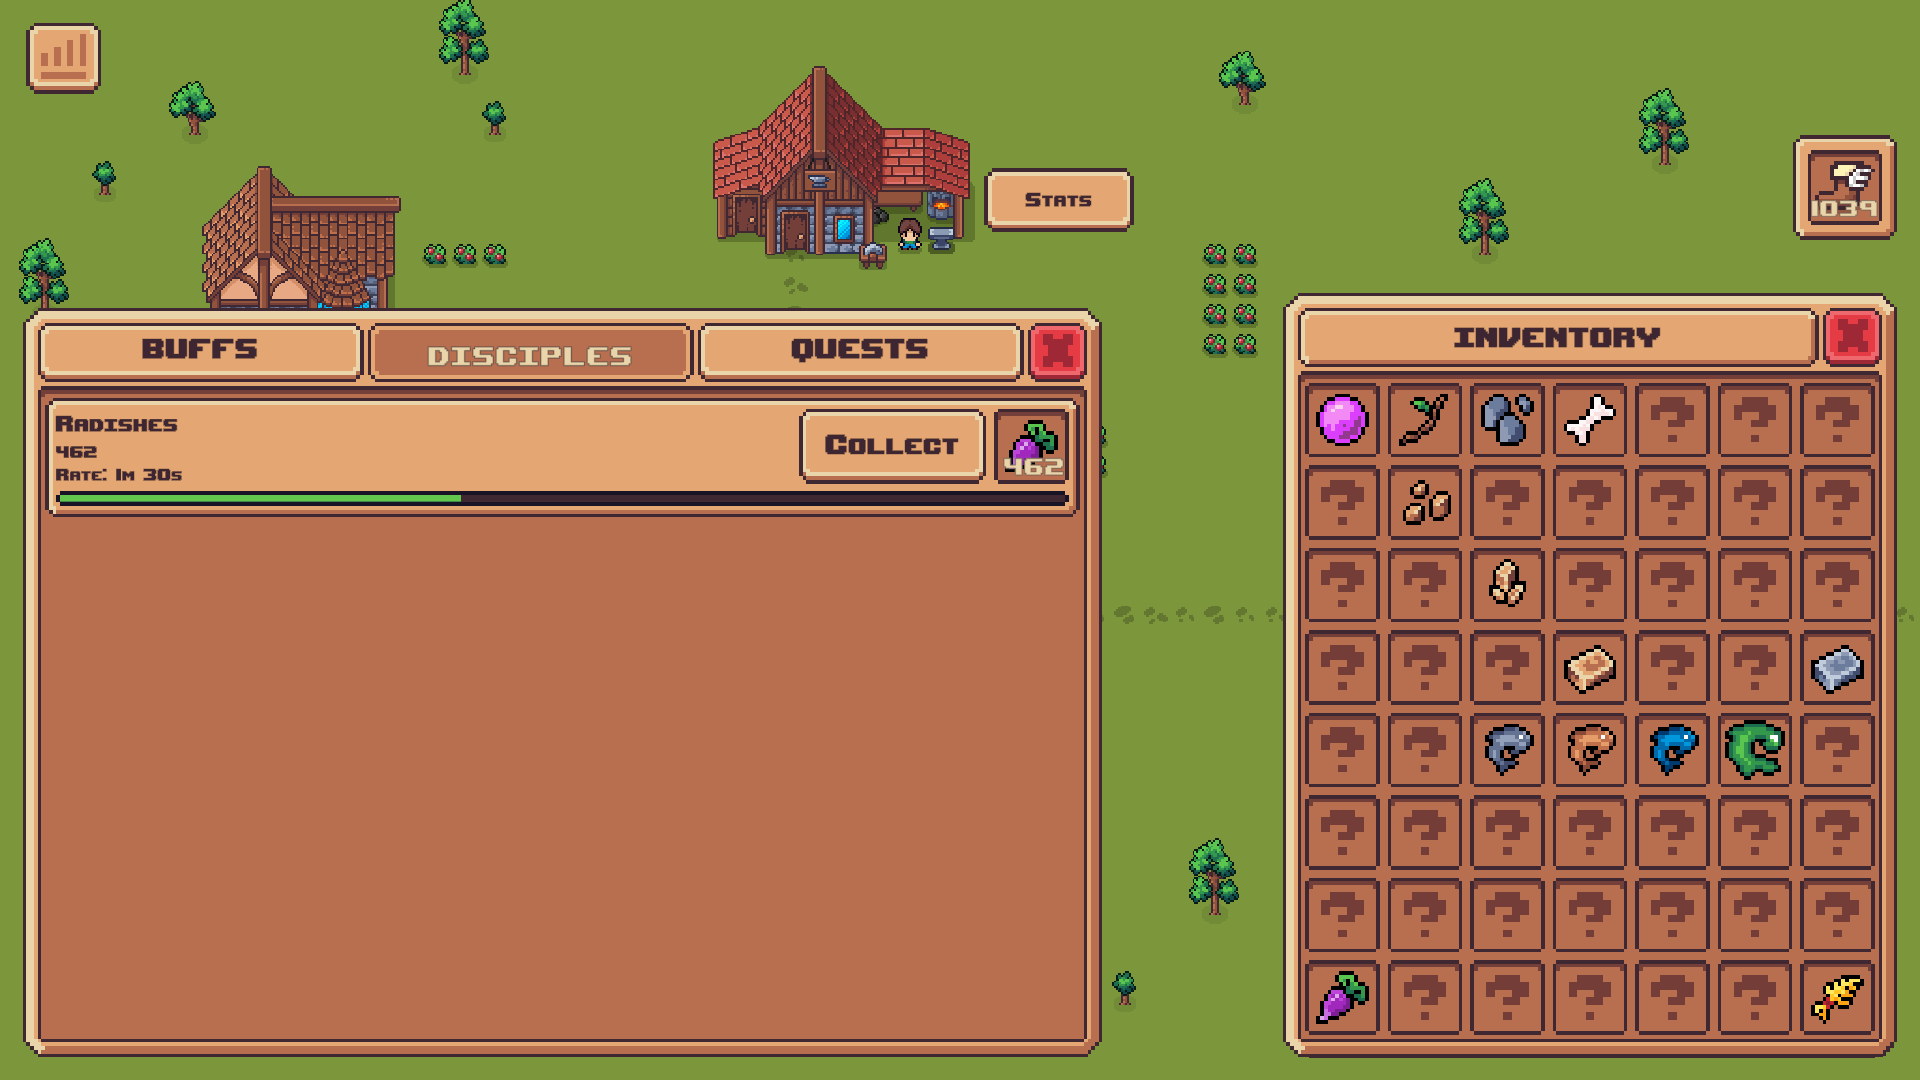 Stats
1039
BUFFS
DISCIPLES
QUESTS
Radishes
462
Rate: 1m 30s
Collect
462
INVENTORY
? ? ?
? ? ? ? ? ?
? ? ? ? ? ?
? ? ? ? ?
? ? ?
? ? ? ? ? ? ?
? ? ? ? ? ? ?
? ? ? ? ?